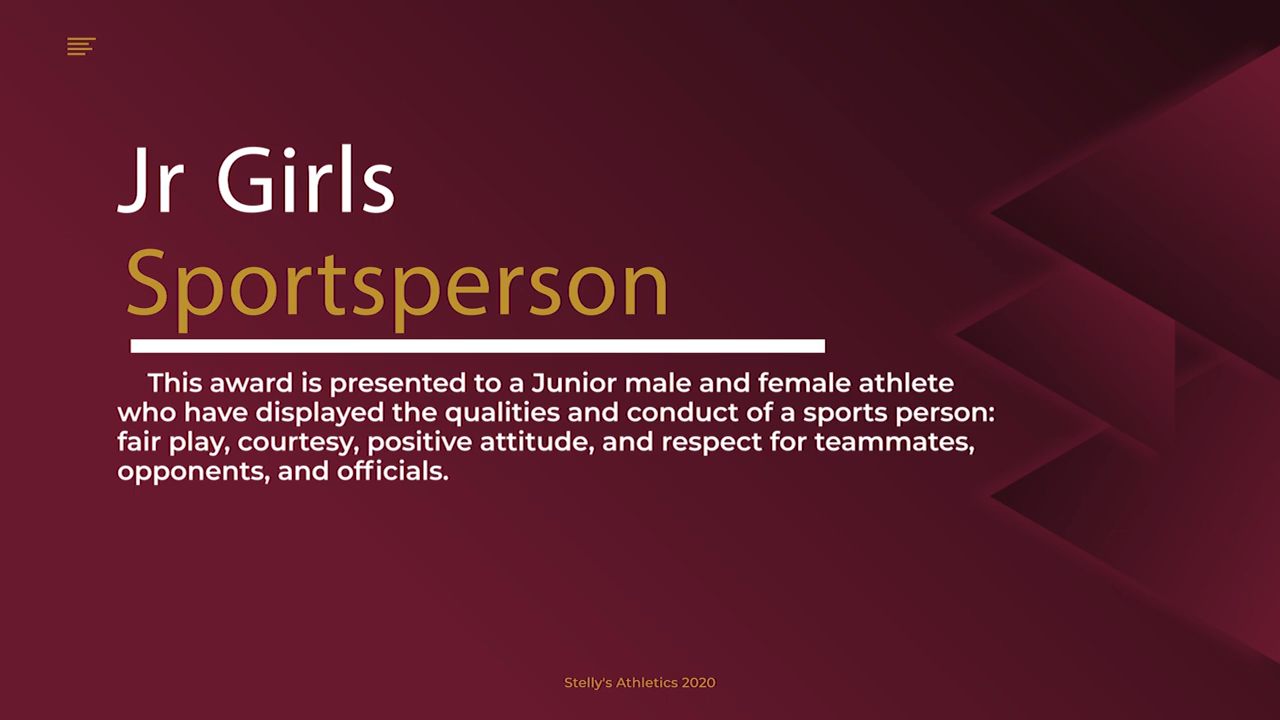 Jr Girls
Sportsperson
This award is presented to a Junior male and female athlete
who have displayed the qualities and conduct of a sports person:
fair play, courtesy, positive attitude, and respect for teammates,
opponents, and officials.
Stelly's Athletics 2020